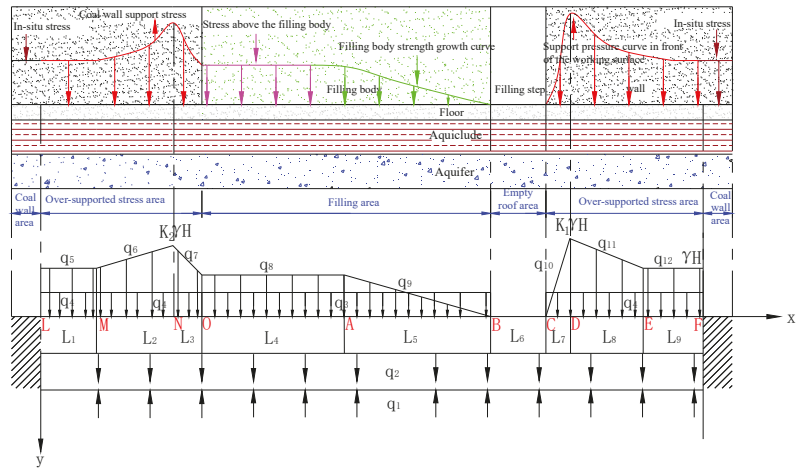 Coal wall support stress
In-situ stress
Stress above the filling body
In-situ stress
Filling body strength growth curve
Support pressure curve in front
of the working surface
Filling body
Filling step
wall
Floor
Aquiclude
Aquifer
Coal
wall
area
Over-supported stress area
Filling area
Empty
roof area
Over-supported stress area
Coal
wall
area
K₂γH
K₁γH
q₅
q₆
q₇
q₈
q₉
q₁₀
q₁₁
q₁₂
γH
q₄
q₄
q₃
q₄
L
M
N
O
A
B
C
D
E
F
x
L₁
L₂
L₃
L₄
L₅
L₆
L₇
L₈
L₉
q₂
q₁
y